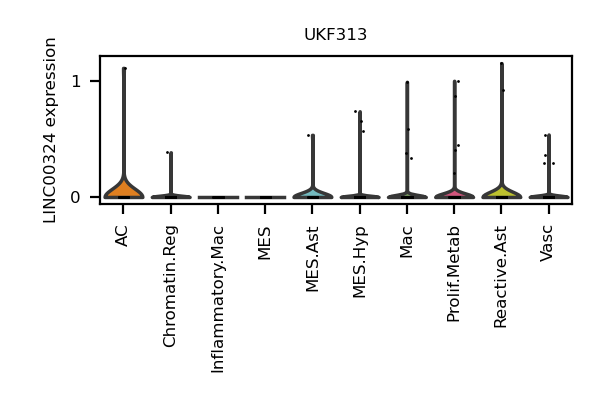 UKF313
LINC00324 expression
1
0
AC
Chromatin.Reg
Inflammatory.Mac
MES
MES.Ast
MES.Hyp
Mac
Prolif.Metab
Reactive.Ast
Vasc